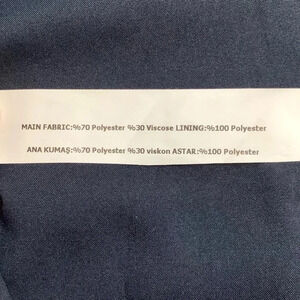 MAIN FABRIC:%70 Polyester %30 Viscose LINING:%100 Polyester
ANA KUMAŞ:%70 Polyester %30 viskon ASTAR:%100 Polyester